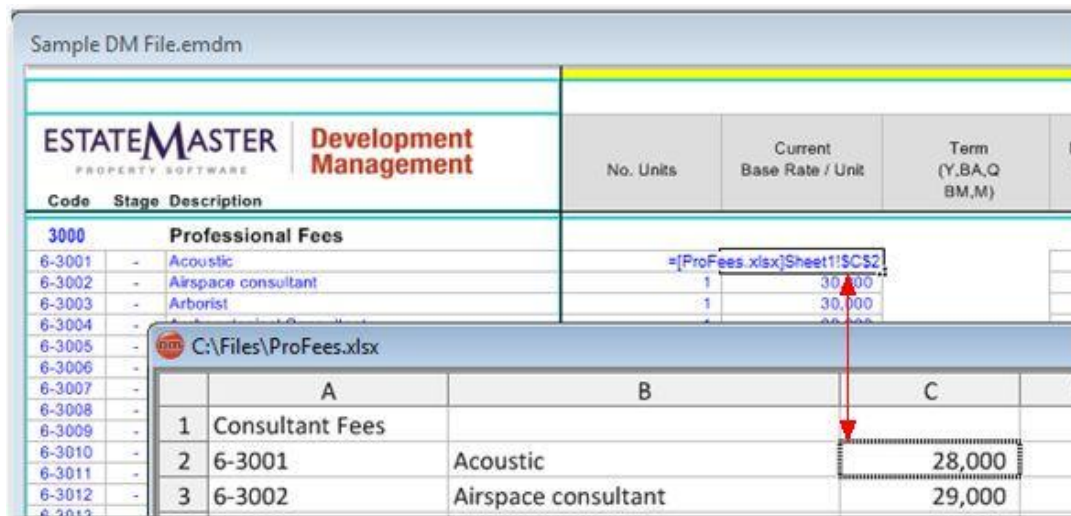 Sample DM File.emdm
ESTATEMASTER
PROPERTY SOFTWARE
Development
Management
Code Stage Description
No. Units
Current
Base Rate / Unit
Term
(Y,BA,Q
BM,M)
3000 Professional Fees
6-3001 - Acoustic =[ProFees.xlsx]Sheet1!$C$2
6-3002 - Airspace consultant 1 30,000
6-3003 - Arborist 1 30,000
6-3004 -
6-3005 -
6-3006 -
6-3007 -
6-3008 -
6-3009 -
6-3010 -
6-3011 -
6-3012 -
dm C:\Files\ProFees.xlsx
A B C
1 Consultant Fees
2 6-3001 Acoustic 28,000
3 6-3002 Airspace consultant 29,000